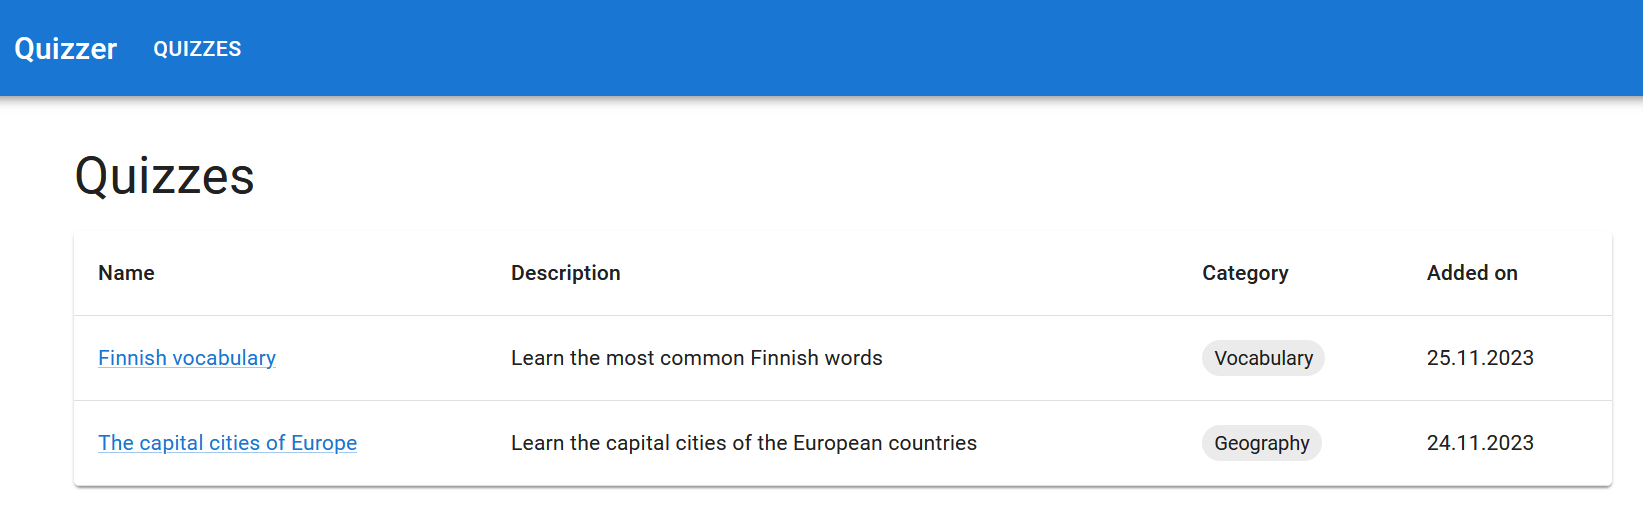 Quizzer QUIZZES
Quizzes
Name Description Category Added on
Finnish vocabulary Learn the most common Finnish words Vocabulary 25.11.2023
The capital cities of Europe Learn the capital cities of the European countries Geography 24.11.2023